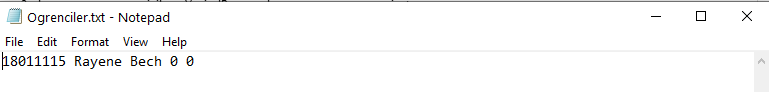 Ogrenciler.txt - Notepad
File Edit Format View Help
18011115 Rayene Bech 0 0